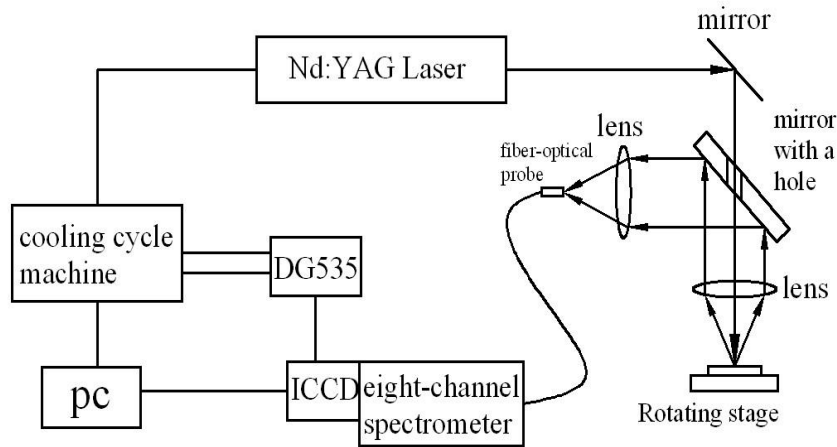 mirror
Nd:YAG Laser
mirror
with a
hole
lens
fiber-optical
probe
cooling cycle
machine
DG535
lens
pc
ICCD
eight-channel
spectrometer
Rotating stage